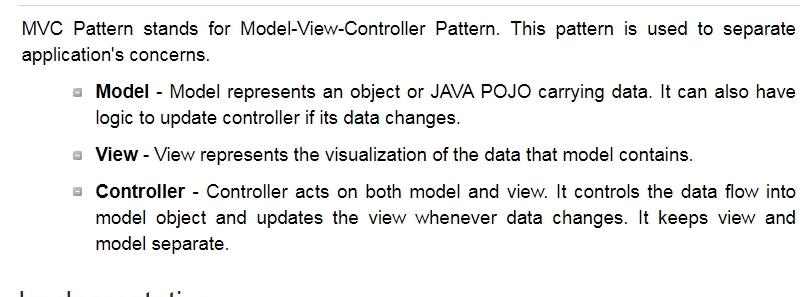 MVC Pattern stands for Model-View-Controller Pattern. This pattern is used to separate
application's concerns.
Model - Model represents an object or JAVA POJO carrying data. It can also have
logic to update controller if its data changes.
View - View represents the visualization of the data that model contains.
Controller - Controller acts on both model and view. It controls the data flow into
model object and updates the view whenever data changes. It keeps view and
model separate.